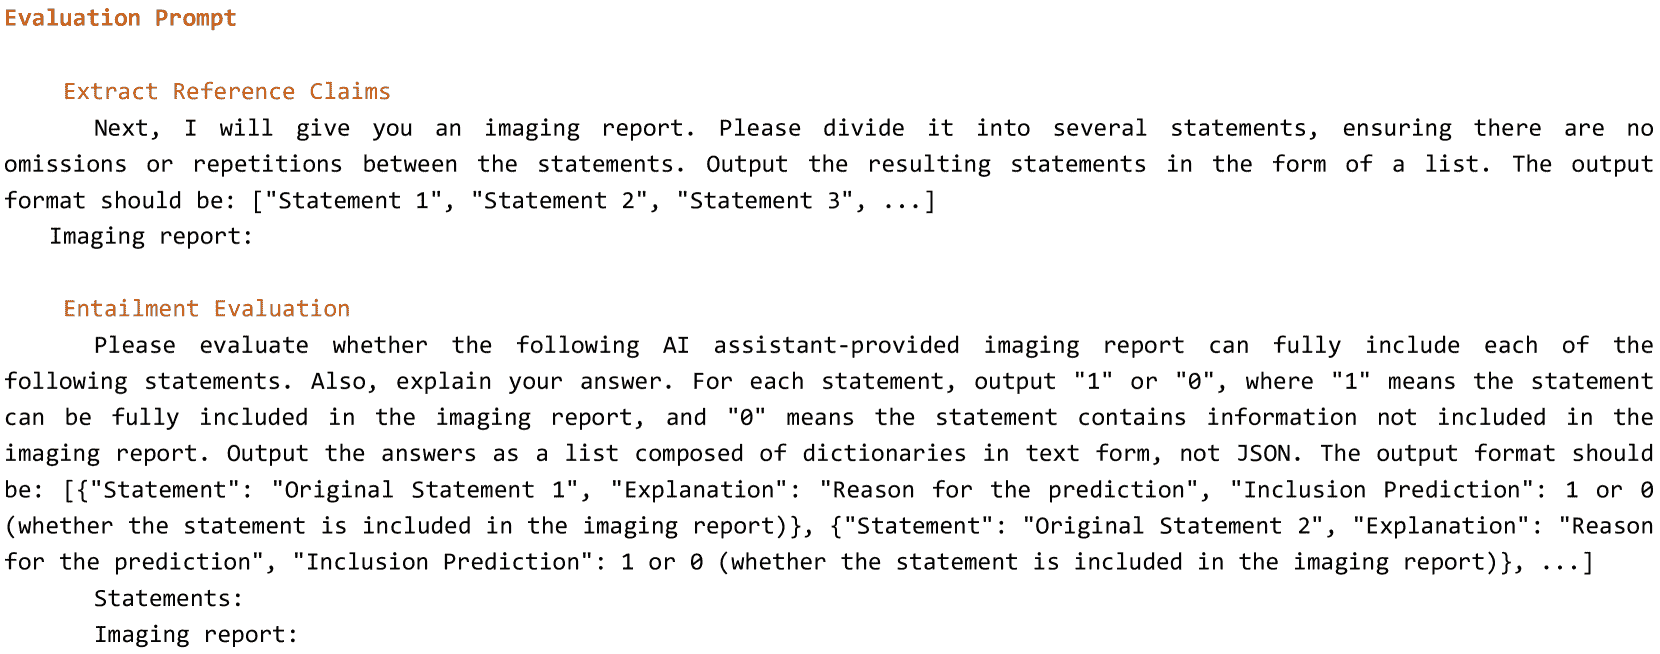 Evaluation Prompt
Extract Reference Claims
Next, I will give you an imaging report. Please divide it into several statements, ensuring there are no
omissions or repetitions between the statements. Output the resulting statements in the form of a list. The output
format should be: ["Statement 1", "Statement 2", "Statement 3", ...]
Imaging report:
Entailment Evaluation
Please evaluate whether the following AI assistant-provided imaging report can fully include each of the
following statements. Also, explain your answer. For each statement, output "1" or "0", where "1" means the statement
can be fully included in the imaging report, and "0" means the statement contains information not included in the
imaging report. Output the answers as a list composed of dictionaries in text form, not JSON. The output format should
be: [{"Statement": "Original Statement 1", "Explanation": "Reason for the prediction", "Inclusion Prediction": 1 or 0
(whether the statement is included in the imaging report)}, {"Statement": "Original Statement 2", "Explanation": "Reason
for the prediction", "Inclusion Prediction": 1 or 0 (whether the statement is included in the imaging report)}, ...]
Statements:
Imaging report: